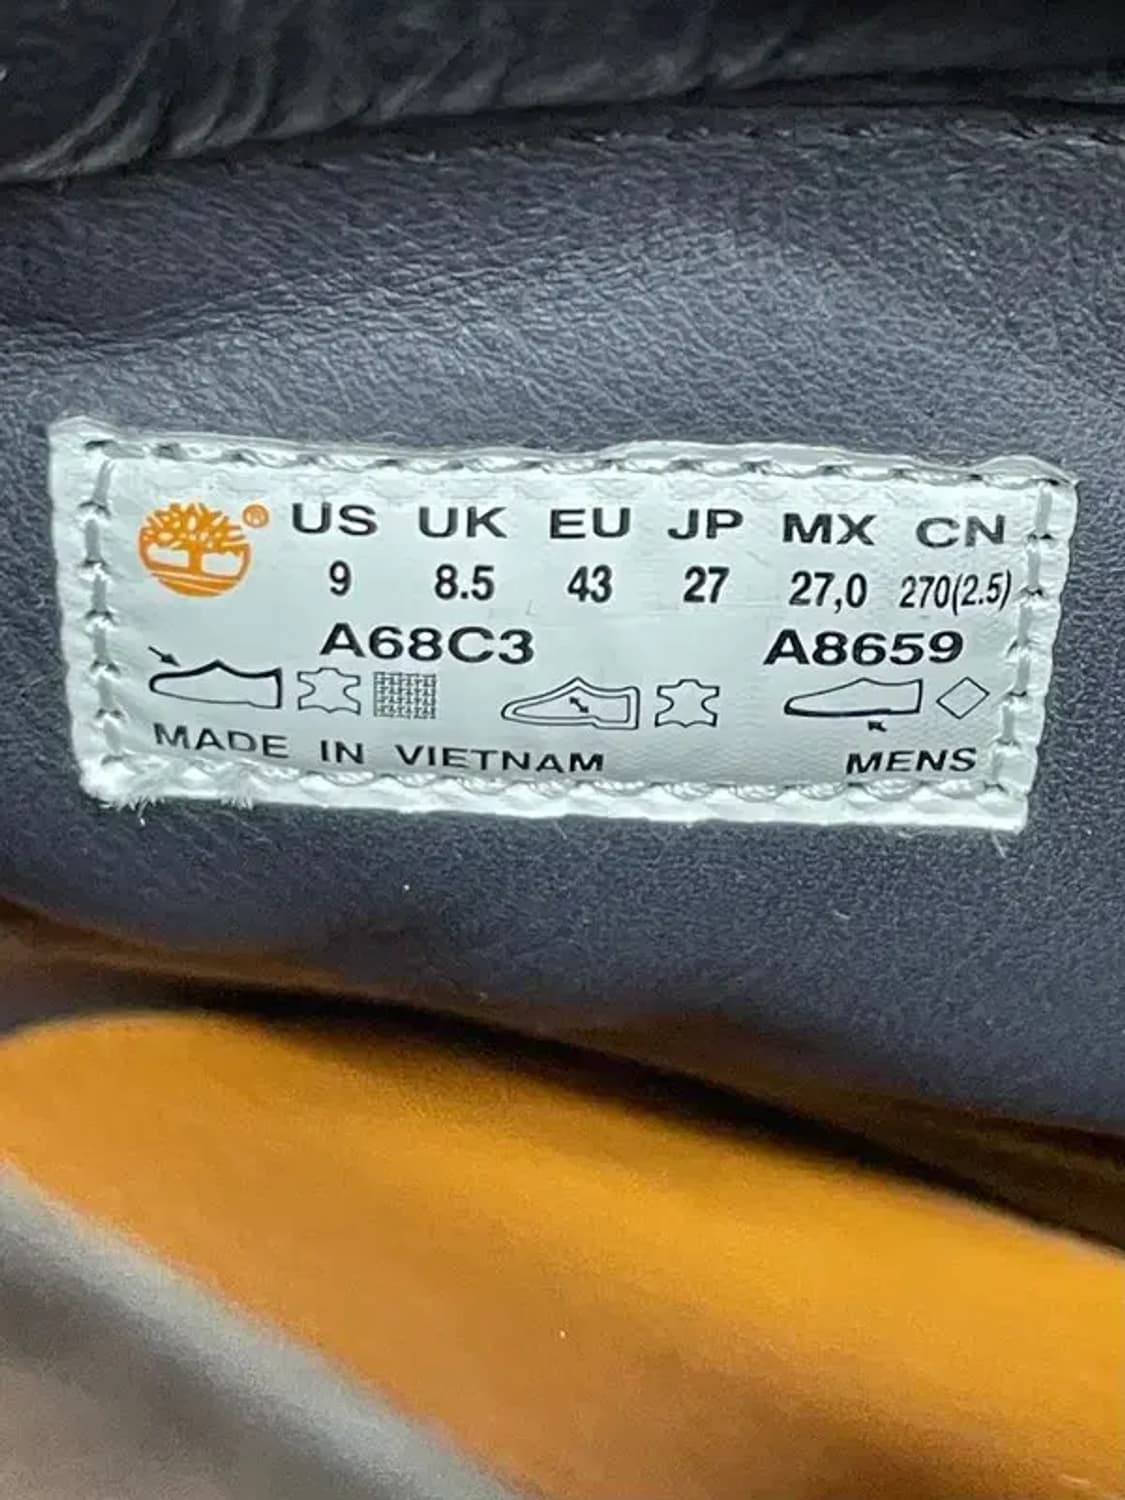 ® US UK EU JP MX CN
9 8.5 43 27 27,0 270(2.5)
A68C3 A8659
MADE IN VIETNAM MENS